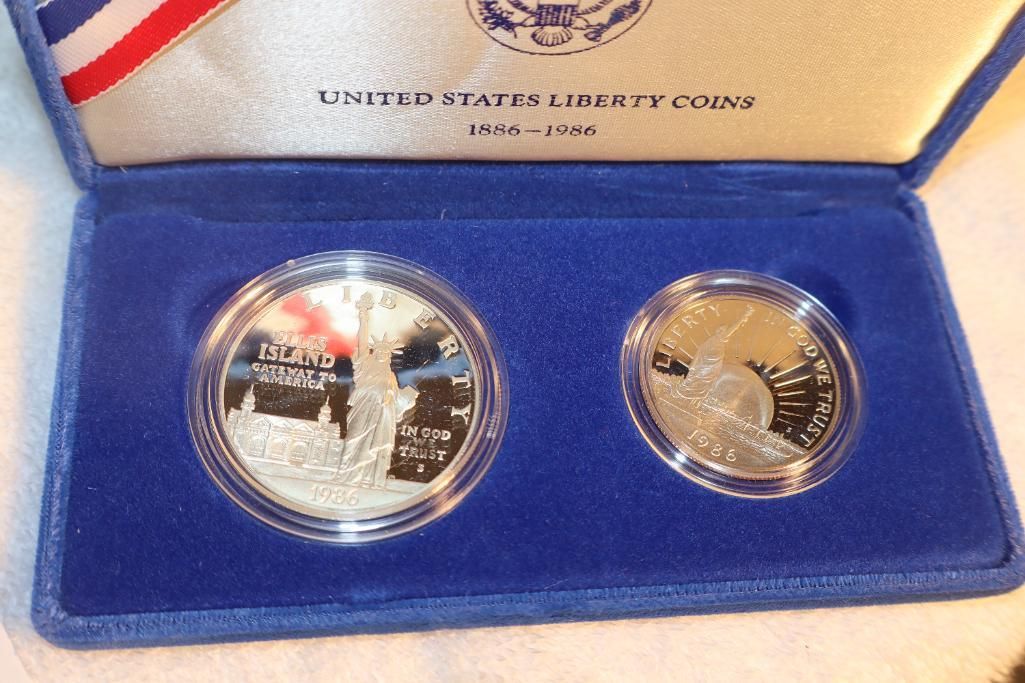 UNITED STATES LIBERTY COINS
1886-1986
LIBERTY
ELLIS
ISLAND
GATEWAY TO
AMERICA
IN GOD
WE
TRUST
S
1986
LIBERTY
IN GOD WE TRUST
S
1986